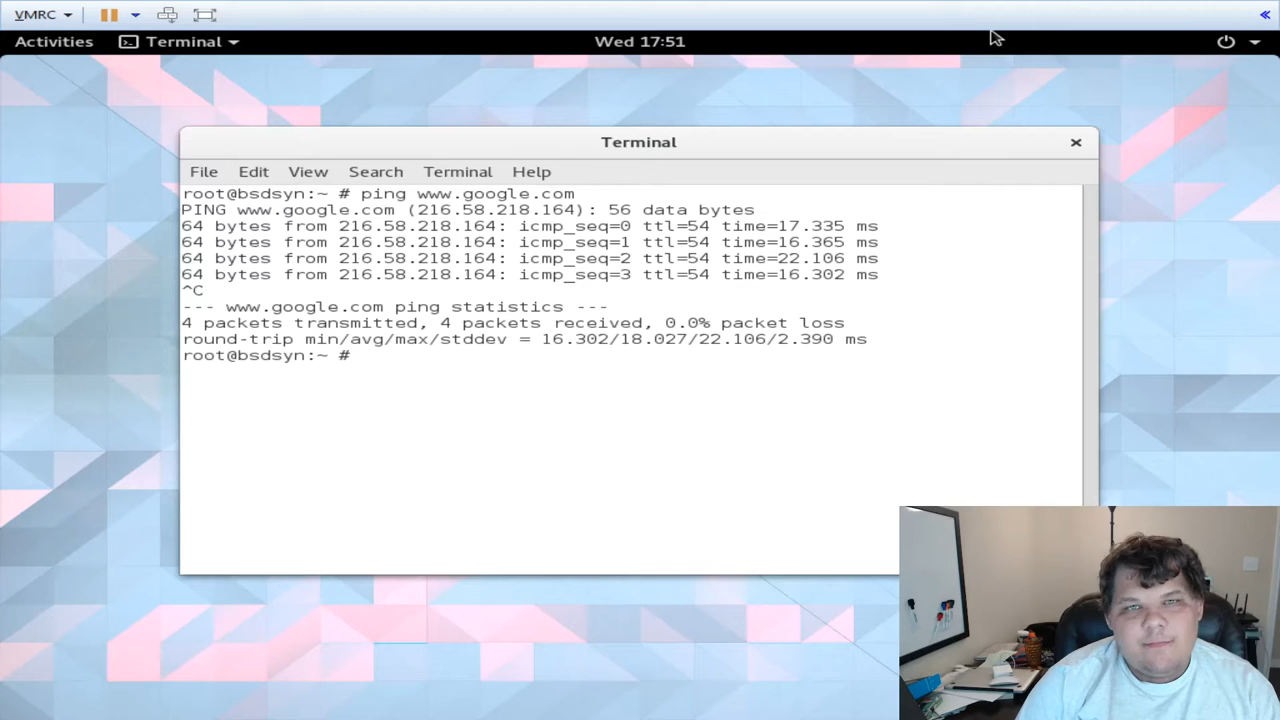 VMRC
Activities Terminal Wed 17:51
Terminal
File Edit View Search Terminal Help
root@bsdsyn:~ # ping www.google.com
PING www.google.com (216.58.218.164): 56 data bytes
64 bytes from 216.58.218.164: icmp_seq=0 ttl=54 time=17.335 ms
64 bytes from 216.58.218.164: icmp_seq=1 ttl=54 time=16.365 ms
64 bytes from 216.58.218.164: icmp_seq=2 ttl=54 time=22.106 ms
64 bytes from 216.58.218.164: icmp_seq=3 ttl=54 time=16.302 ms
^C
--- www.google.com ping statistics ---
4 packets transmitted, 4 packets received, 0.0% packet loss
round-trip min/avg/max/stddev = 16.302/18.027/22.106/2.390 ms
root@bsdsyn:~ #